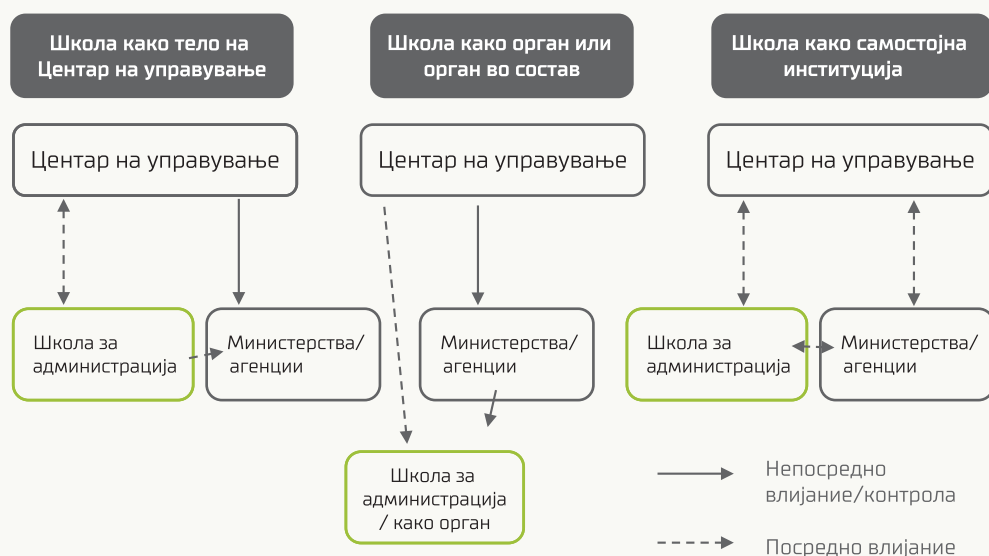 Школа како тело на
Центар на управување
Школа како орган или
орган во состав
Школа како самостојна
институција
Центар на управување
Центар на управување
Центар на управување
Школа за
администрација
Министерства/
агенции
Министерства/
агенции
Школа за
администрација
Министерства/
агенции
Школа за
администрација
/ како орган
Непосредно
влијание/контрола
Посредно влијание